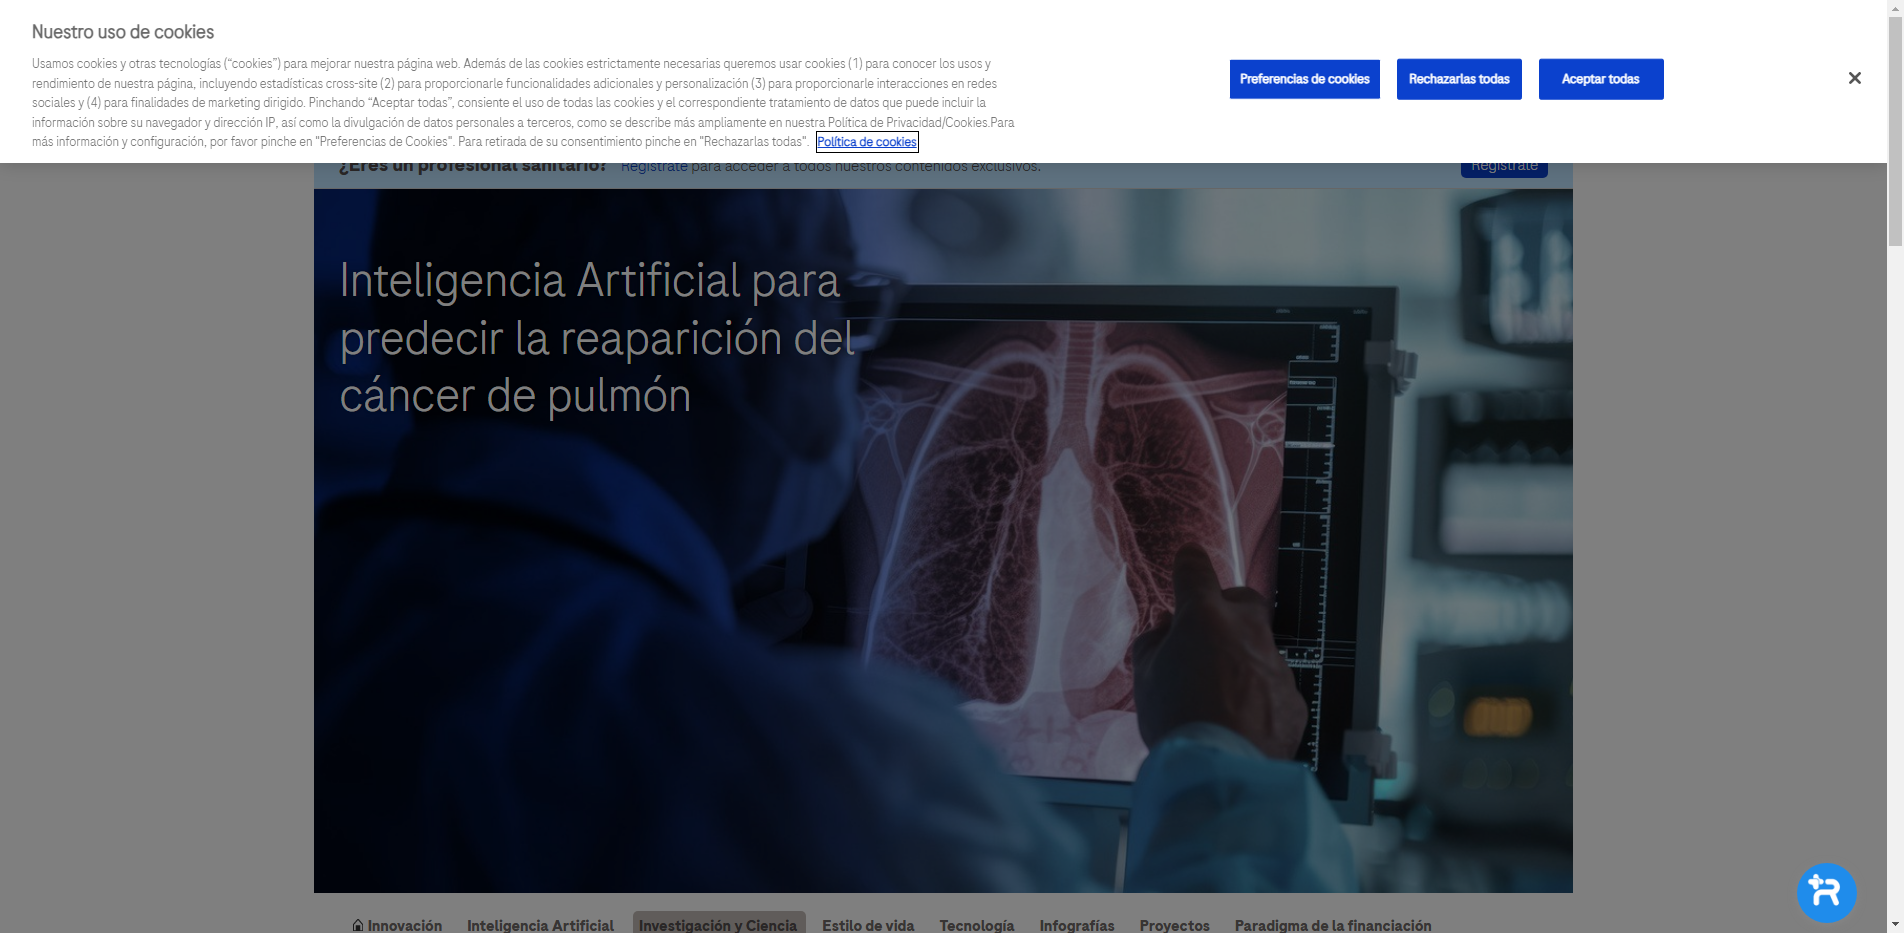 Nuestro uso de cookies
Usamos cookies y otras tecnologías (“cookies”) para mejorar nuestra página web. Además de las cookies estrictamente necesarias queremos usar cookies (1) para conocer los usos y
rendimiento de nuestra página, incluyendo estadísticas cross-site (2) para proporcionarle funcionalidades adicionales y personalización (3) para proporcionarle interacciones en redes
sociales y (4) para finalidades de marketing dirigido. Pinchando “Aceptar todas”, consiente el uso de todas las cookies y el correspondiente tratamiento de datos que puede incluir la
información sobre su navegador y dirección IP, así como la divulgación de datos personales a terceros, como se describe más ampliamente en nuestra Política de Privacidad/Cookies.Para
más información y configuración, por favor pinche en "Preferencias de Cookies". Para retirada de su consentimiento pinche en "Rechazarlas todas". Política de cookies
Preferencias de cookies
Rechazarlas todas
Aceptar todas
¿Eres un profesional sanitario? Regístrate para acceder a todos nuestros contenidos exclusivos.
Regístrate
Inteligencia Artificial para
predecir la reaparición del
cáncer de pulmón
Innovación Inteligencia Artificial Investigación y Ciencia Estilo de vida Tecnología Infografías Proyectos Paradigma de la financiación